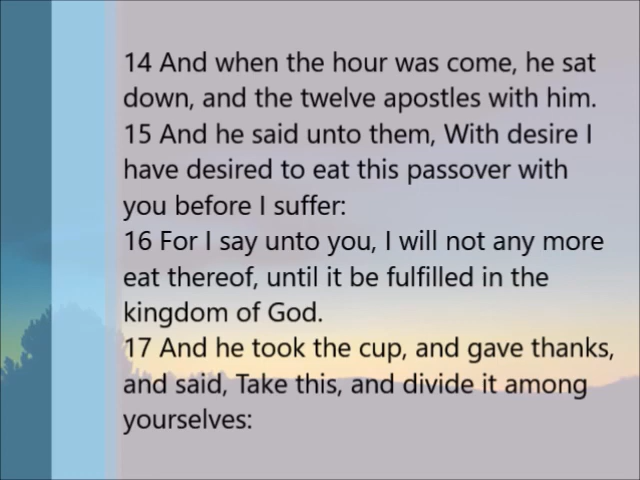 14 And when the hour was come, he sat
down, and the twelve apostles with him.
15 And he said unto them, With desire I
have desired to eat this passover with
you before I suffer:
16 For I say unto you, I will not any more
eat thereof, until it be fulfilled in the
kingdom of God.
17 And he took the cup, and gave thanks,
and said, Take this, and divide it among
yourselves: